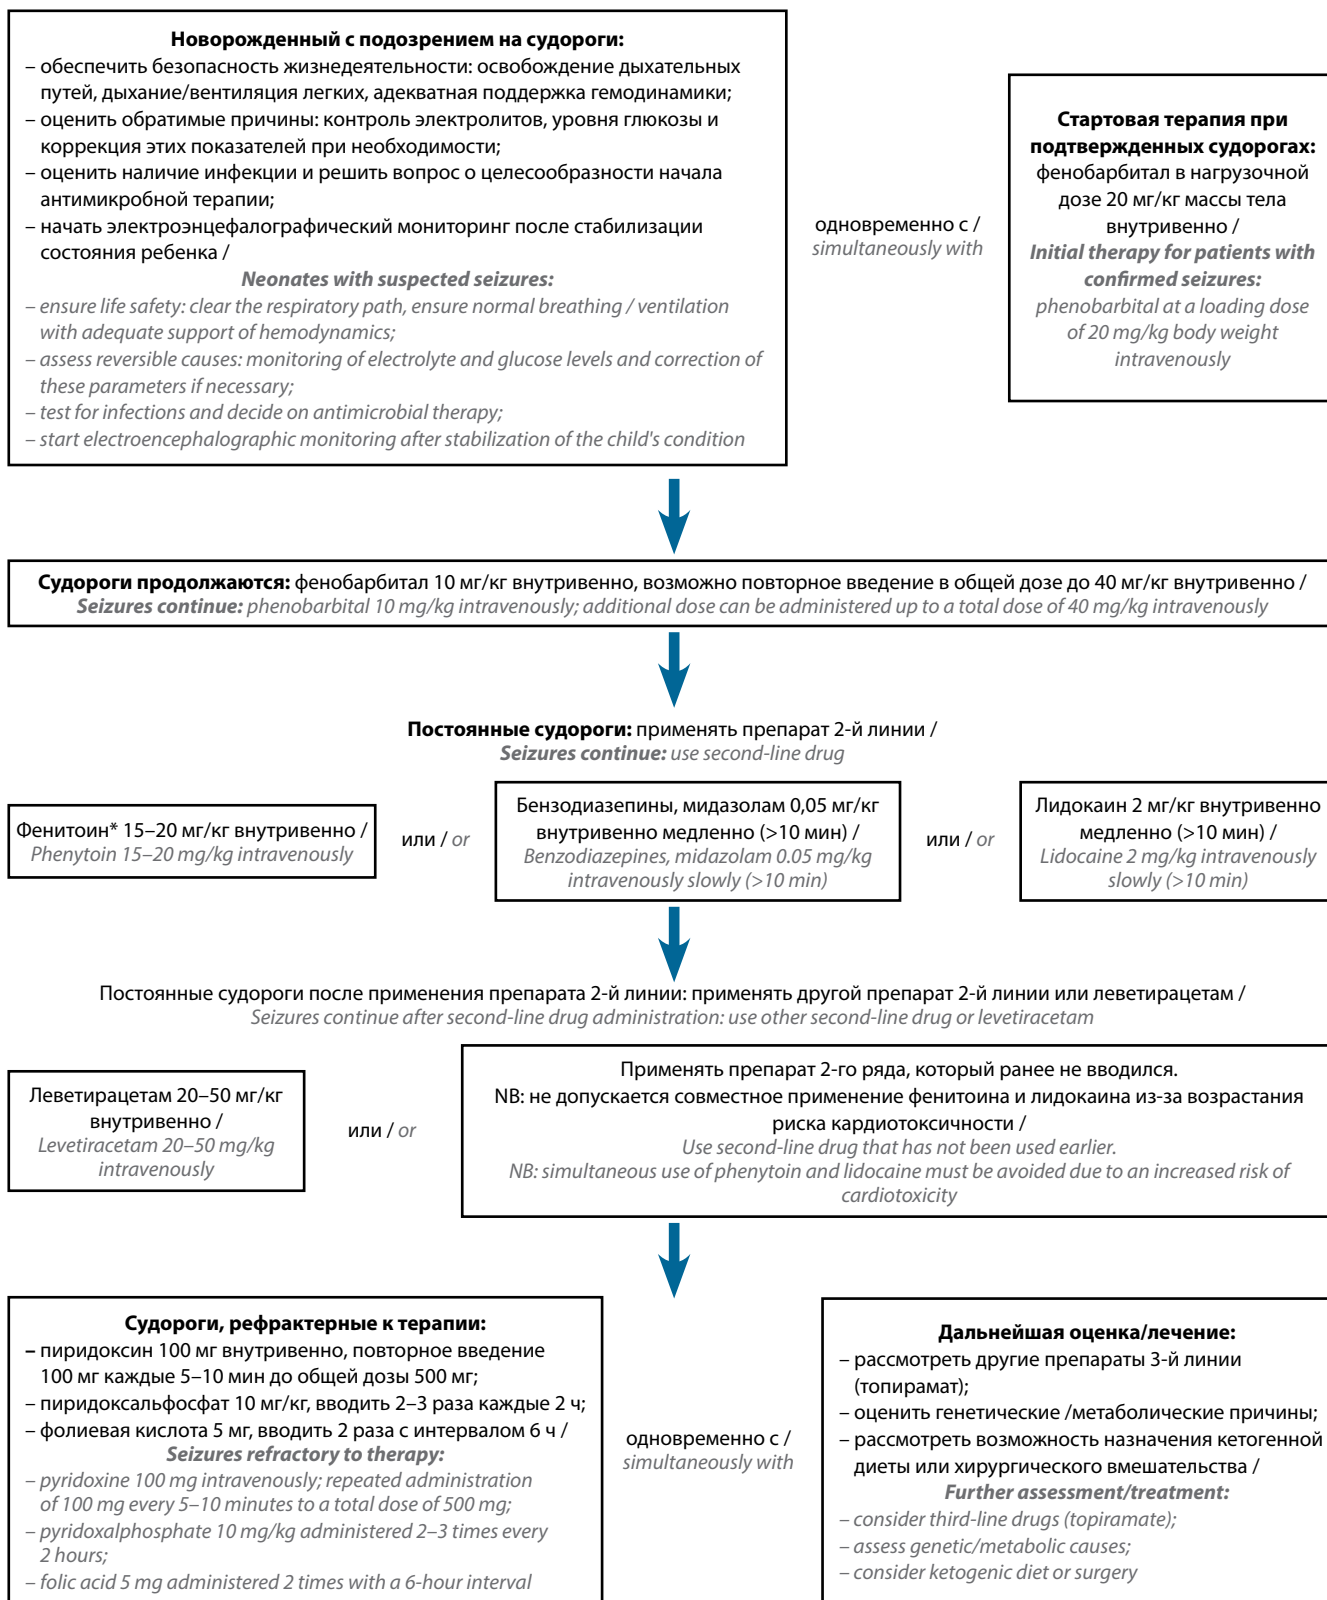 Новорожденный с подозрением на судороги:
– обеспечить безопасность жизнедеятельности: освобождение дыхательных
путей, дыхание/вентиляция легких, адекватная поддержка гемодинамики;
– оценить обратимые причины: контроль электролитов, уровня глюкозы и
коррекция этих показателей при необходимости;
– оценить наличие инфекции и решить вопрос о целесообразности начала
антимикробной терапии;
– начать электроэнцефалографический мониторинг после стабилизации
состояния ребенка /
Neonates with suspected seizures:
– ensure life safety: clear the respiratory path, ensure normal breathing / ventilation
with adequate support of hemodynamics;
– assess reversible causes: monitoring of electrolyte and glucose levels and correction of
these parameters if necessary;
– test for infections and decide on antimicrobial therapy;
– start electroencephalographic monitoring after stabilization of the child's condition
одновременно с /
simultaneously with
Стартовая терапия при
подтвержденных судорогах:
фенобарбитал в нагрузочной
дозе 20 мг/кг массы тела
внутривенно /
Initial therapy for patients with
confirmed seizures:
phenobarbital at a loading dose
of 20 mg/kg body weight
intravenously
Судороги продолжаются: фенобарбитал 10 мг/кг внутривенно, возможно повторное введение в общей дозе до 40 мг/кг внутривенно /
Seizures continue: phenobarbital 10 mg/kg intravenously; additional dose can be administered up to a total dose of 40 mg/kg intravenously
Постоянные судороги: применять препарат 2-й линии /
Seizures continue: use second-line drug
Фенитоин* 15–20 мг/кг внутривенно /
Phenytoin 15–20 mg/kg intravenously
или / or
Бензодиазепины, мидазолам 0,05 мг/кг
внутривенно медленно (>10 мин) /
Benzodiazepines, midazolam 0.05 mg/kg
intravenously slowly (>10 min)
или / or
Лидокаин 2 мг/кг внутривенно
медленно (>10 мин) /
Lidocaine 2 mg/kg intravenously
slowly (>10 min)
Постоянные судороги после применения препарата 2-й линии: применять другой препарат 2-й линии или леветирацетам /
Seizures continue after second-line drug administration: use other second-line drug or levetiracetam
Леветирацетам 20–50 мг/кг
внутривенно /
Levetiracetam 20–50 mg/kg
intravenously
или / or
Применять препарат 2-го ряда, который ранее не вводился.
NB: не допускается совместное применение фенитоина и лидокаина из-за возрастания
риска кардиотоксичности /
Use second-line drug that has not been used earlier.
NB: simultaneous use of phenytoin and lidocaine must be avoided due to an increased risk of
cardiotoxicity
Судороги, рефрактерные к терапии:
– пиридоксин 100 мг внутривенно, повторное введение
100 мг каждые 5–10 мин до общей дозы 500 мг;
– пиридоксальфосфат 10 мг/кг, вводить 2–3 раза каждые 2 ч;
– фолиевая кислота 5 мг, вводить 2 раза с интервалом 6 ч /
Seizures refractory to therapy:
– pyridoxine 100 mg intravenously; repeated administration
of 100 mg every 5–10 minutes to a total dose of 500 mg;
– pyridoxalphosphate 10 mg/kg administered 2–3 times every
2 hours;
– folic acid 5 mg administered 2 times with a 6-hour interval
одновременно с /
simultaneously with
Дальнейшая оценка/лечение:
– рассмотреть другие препараты 3-й линии
(топирамат);
– оценить генетические /метаболические причины;
– рассмотреть возможность назначения кетогенной
диеты или хирургического вмешательства /
Further assessment/treatment:
– consider third-line drugs (topiramate);
– assess genetic/metabolic causes;
– consider ketogenic diet or surgery